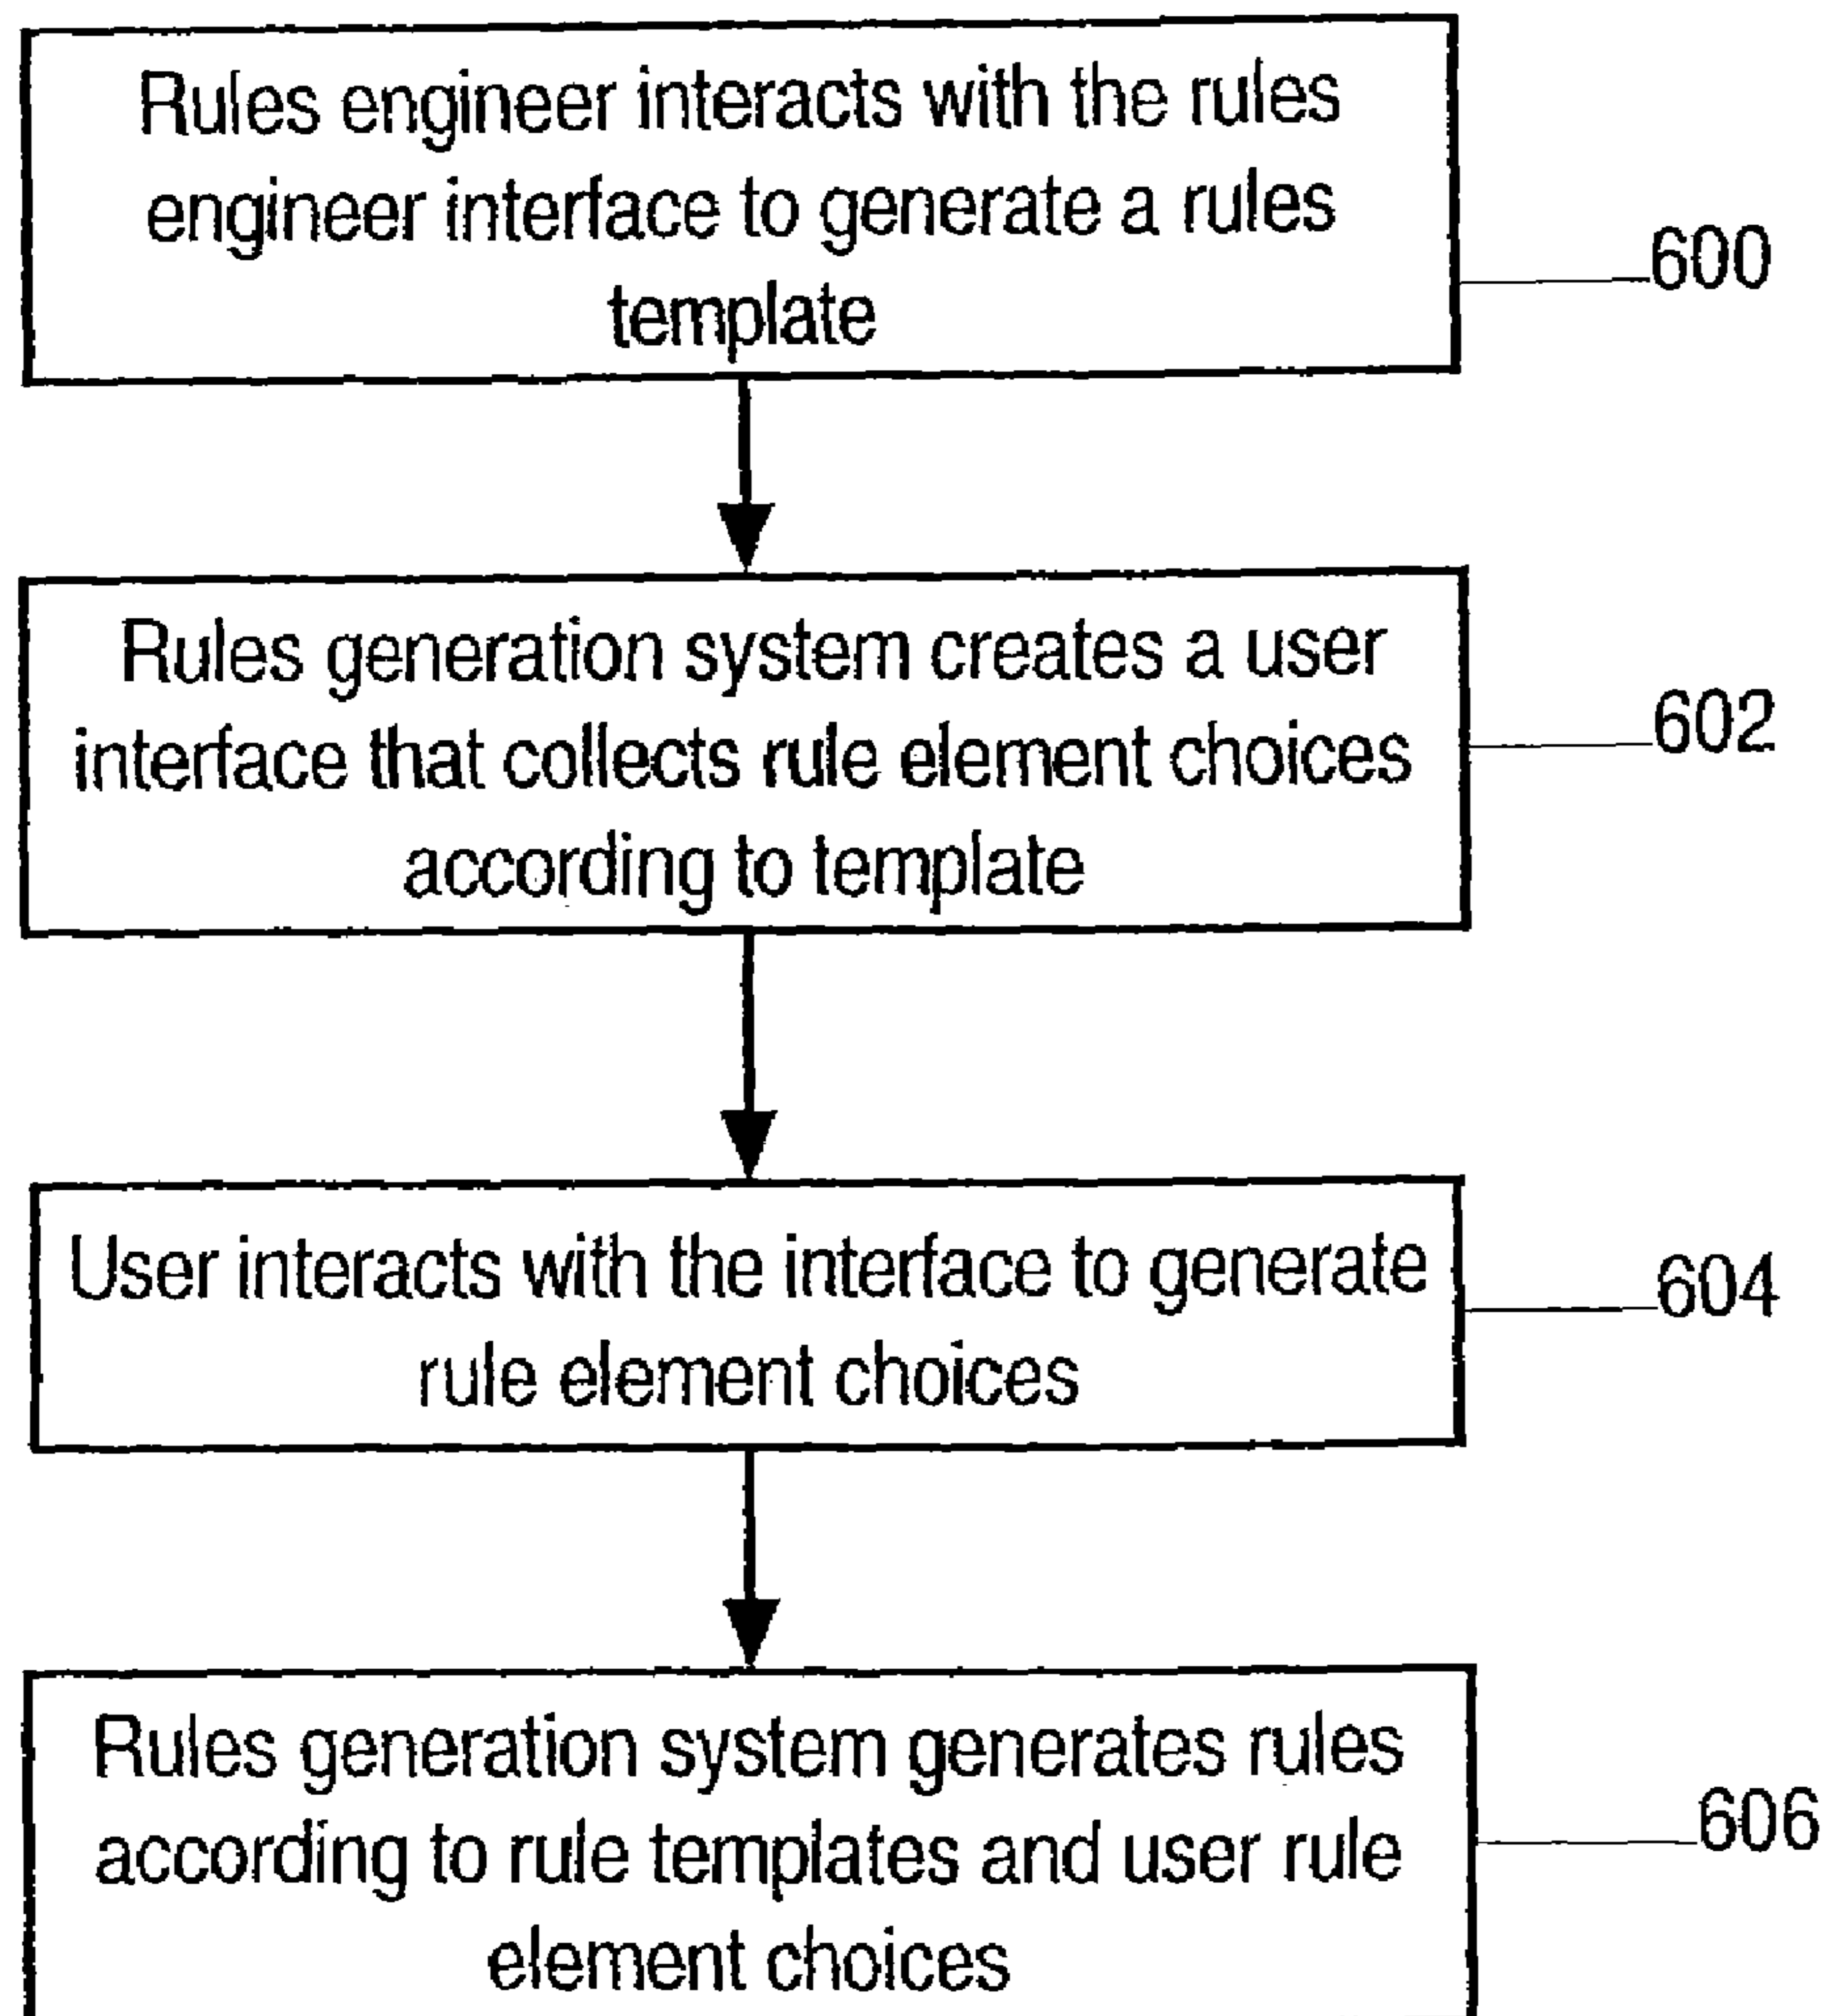 Rules engineer interacts with the rules
engineer interface to generate a rules
template
600
Rules generation system creates a user
interface that collects rule element choices
according to template
602
User interacts with the interface to generate
rule element choices
604
Rules generation system generates rules
according to rule templates and user rule
element choices
606